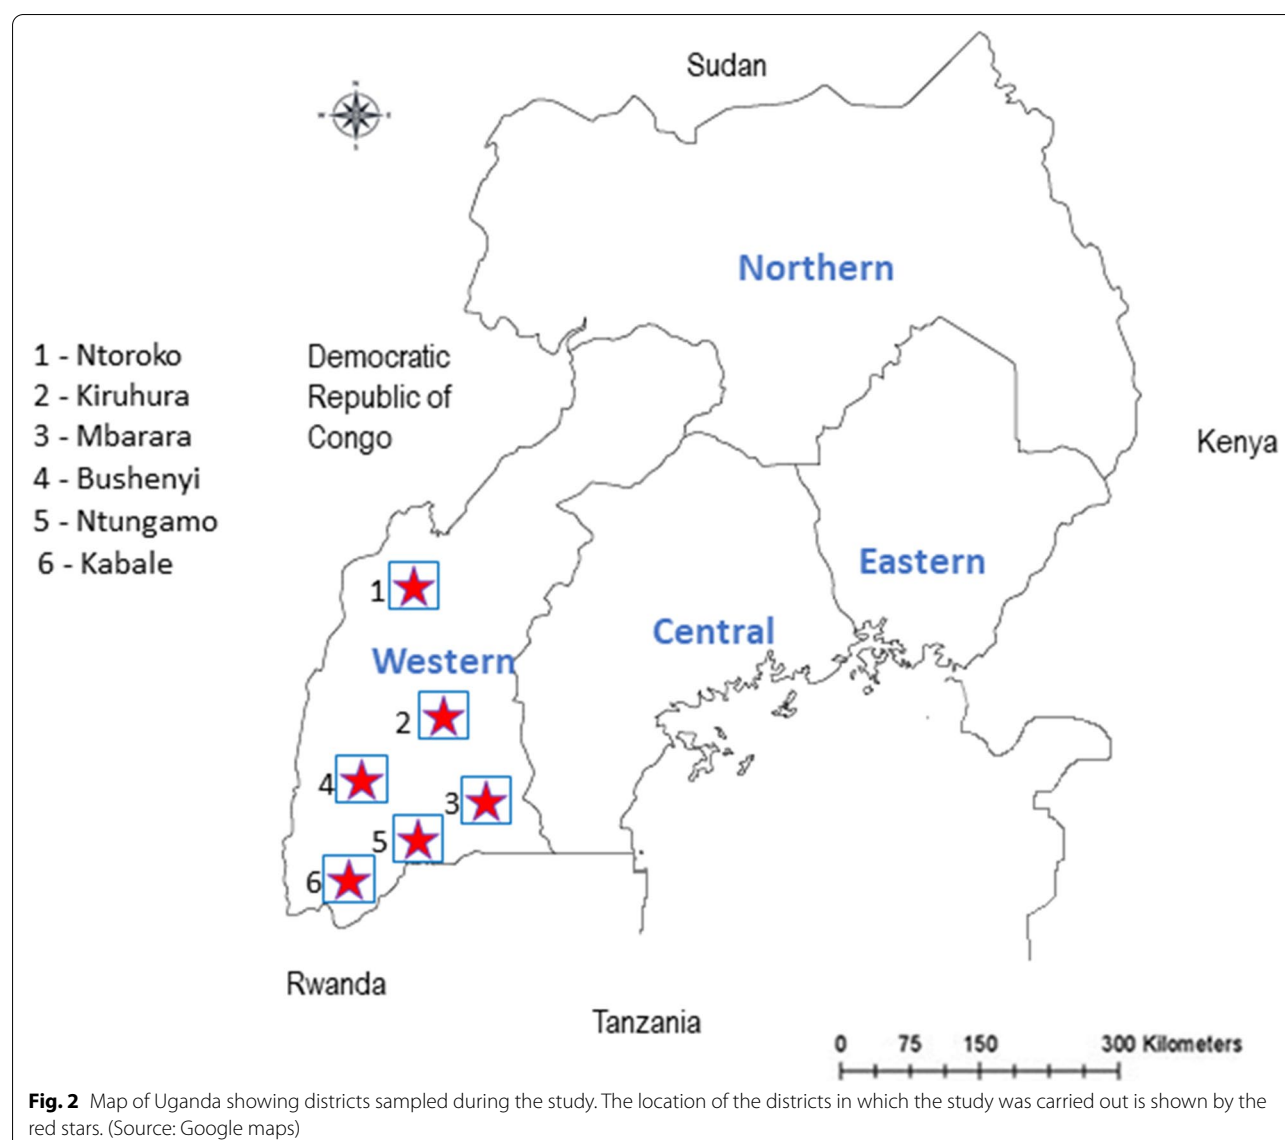 Sudan
N
W
E
S
Northern
1 - Ntoroko
2 - Kiruhura
3 - Mbarara
4 - Bushenyi
5 - Ntungamo
6 - Kabale
Democratic
Republic of
Congo
Kenya
Eastern
1
Central
Western
2
4
3
5
6
Rwanda
Tanzania
0 75 150 300 Kilometers
Fig. 2 Map of Uganda showing districts sampled during the study. The location of the districts in which the study was carried out is shown by the
red stars. (Source: Google maps)